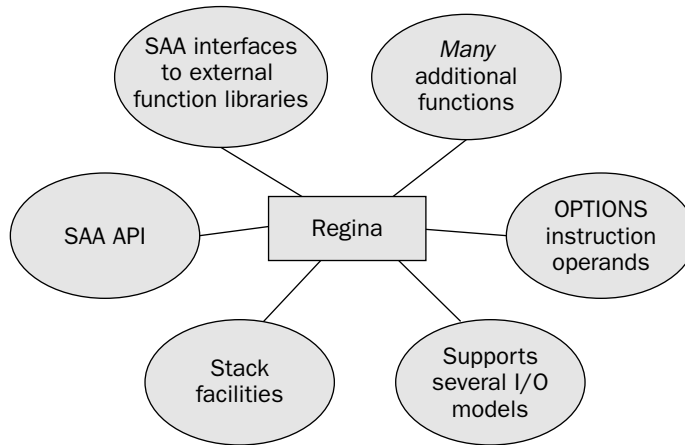 SAA interfaces
to external
function libraries
Many
additional
functions
SAA API
Regina
OPTIONS
instruction
operands
Stack
facilities
Supports
several I/O
models